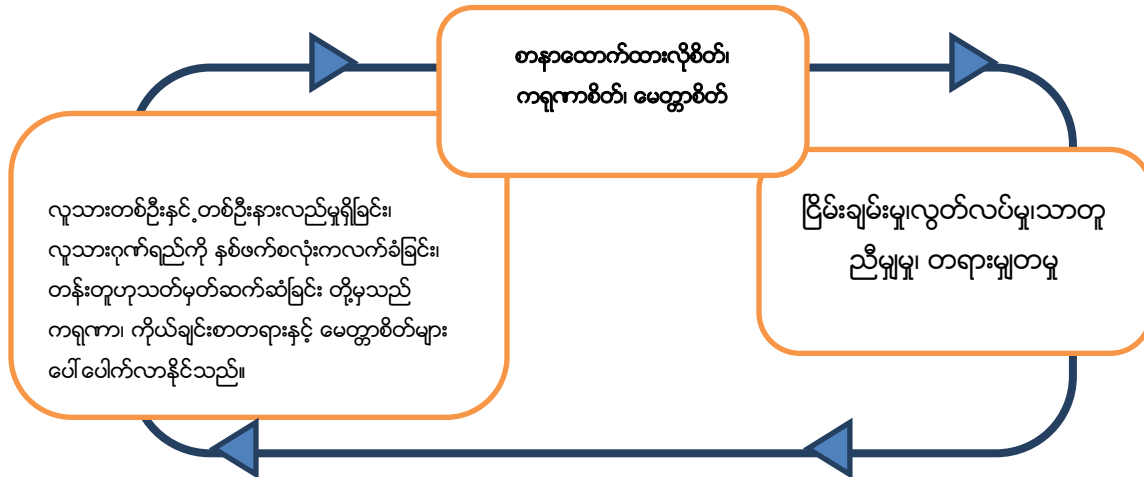 စာနာထောက်ထားလိုစိတ်၊
ကရုဏာစိတ်၊ မေတ္တာစိတ်
လူသားတစ်ဦးနှင့် တစ်ဦးနားလည်မှုရှိခြင်း၊
လူသားဂုဏ်ရည်ကို နှစ်ဖက်စလုံးကလက်ခံခြင်း၊
တန်းတူဟုသတ်မှတ်ဆက်ဆံခြင်း တို့မှသည်
ကရုဏာ၊ ကိုယ်ချင်းစာတရားနှင့် မေတ္တာစိတ်များ
ပေါ်ပေါက်လာနိုင်သည်။
ငြိမ်းချမ်းမှု၊လွတ်လပ်မှု၊သာတူ
ညီမျှမှု၊ တရားမျှတမှု